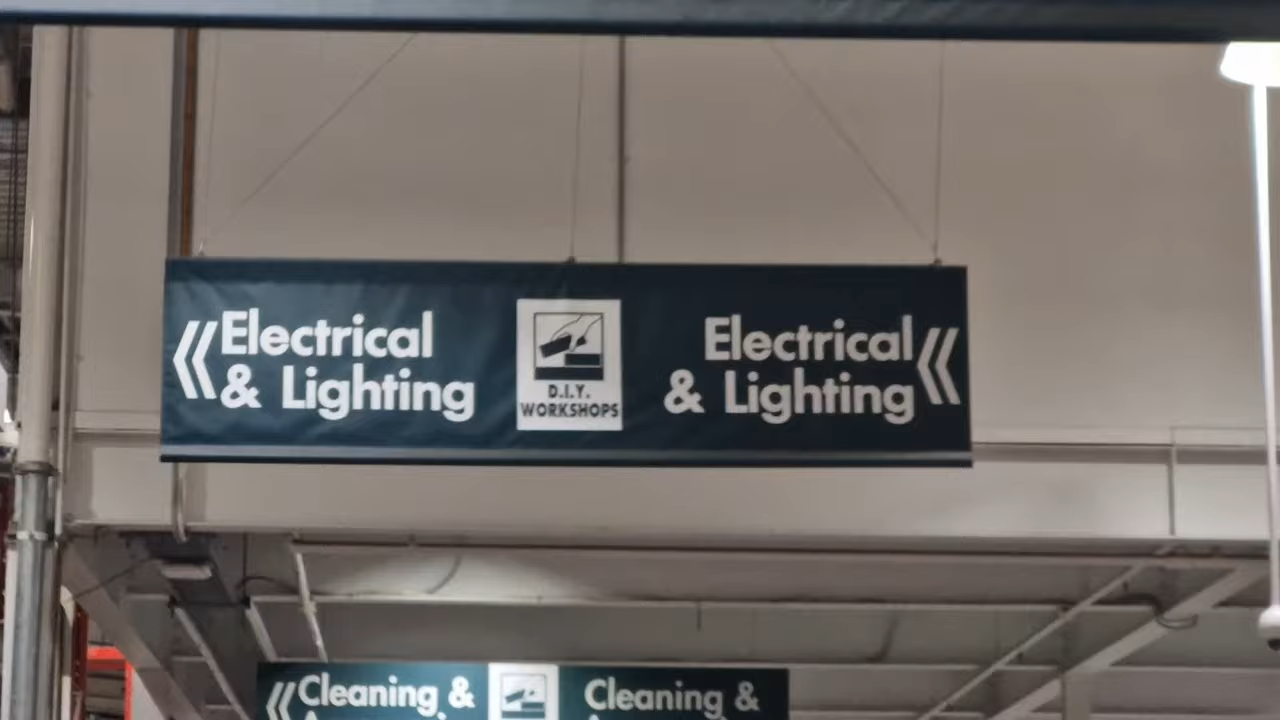 Electrical
& Lighting
D.I.Y.
WORKSHOPS
Electrical
& Lighting
Cleaning &
Cleaning &